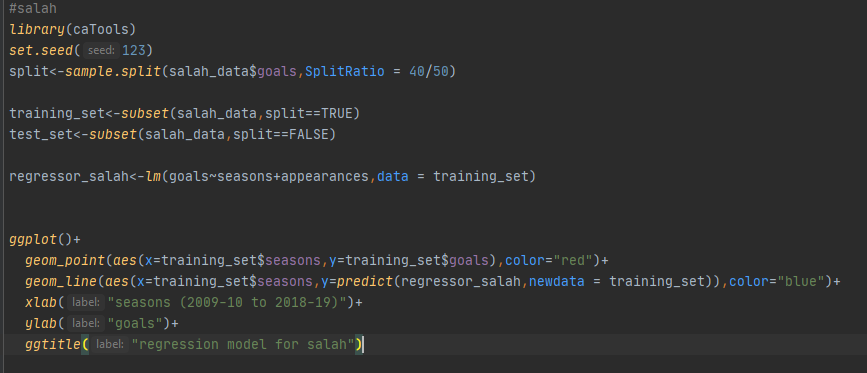 #salah
library(caTools)
set.seed( seed: 123)
split<-sample.split(salah_data$goals,SplitRatio = 40/50)
training_set<-subset(salah_data,split==TRUE)
test_set<-subset(salah_data,split==FALSE)
regressor_salah<-lm(goals~seasons+appearances,data = training_set)
ggplot()+
  geom_point(aes(x=training_set$seasons,y=training_set$goals),color="red")+
  geom_line(aes(x=training_set$seasons,y=predict(regressor_salah,newdata = training_set)),color="blue")+
  xlab( label: "seasons (2009-10 to 2018-19)")+
  ylab( label: "goals")+
  ggtitle( label: "regression model for salah")